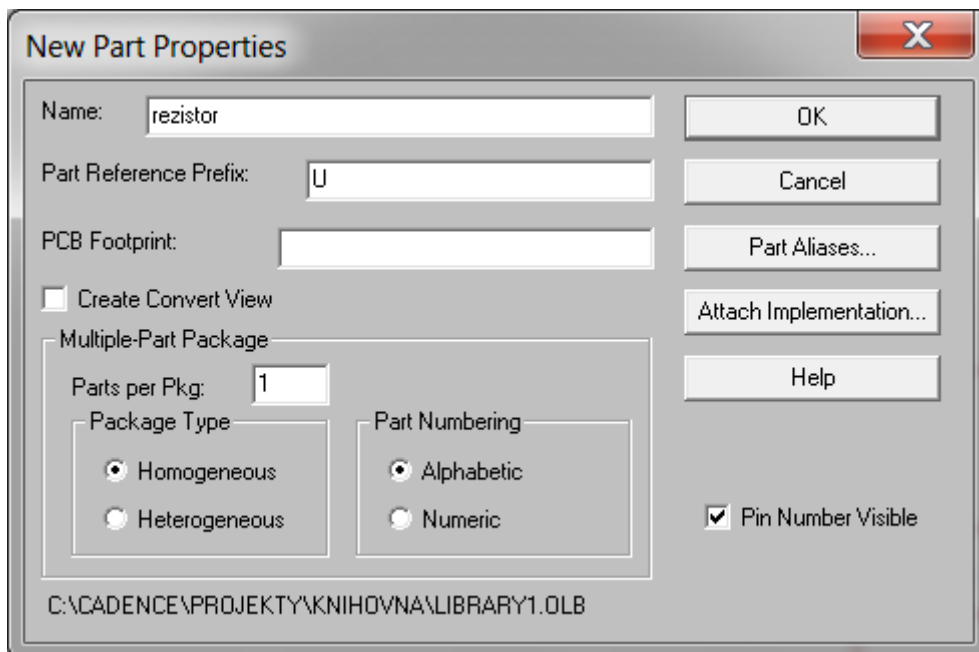 New Part Properties
Name: rezistor
OK
Part Reference Prefix: U
Cancel
PCB Footprint:
Part Aliases...
Create Convert View
Attach Implementation...
Multiple-Part Package
Parts per Pkg: 1
Help
Package Type
Part Numbering
Homogeneous
Alphabetic
Heterogeneous
Numeric
Pin Number Visible
C:\CADENCE\PROJEKTY\KNIHOVNA\LIBRARY1.OLB